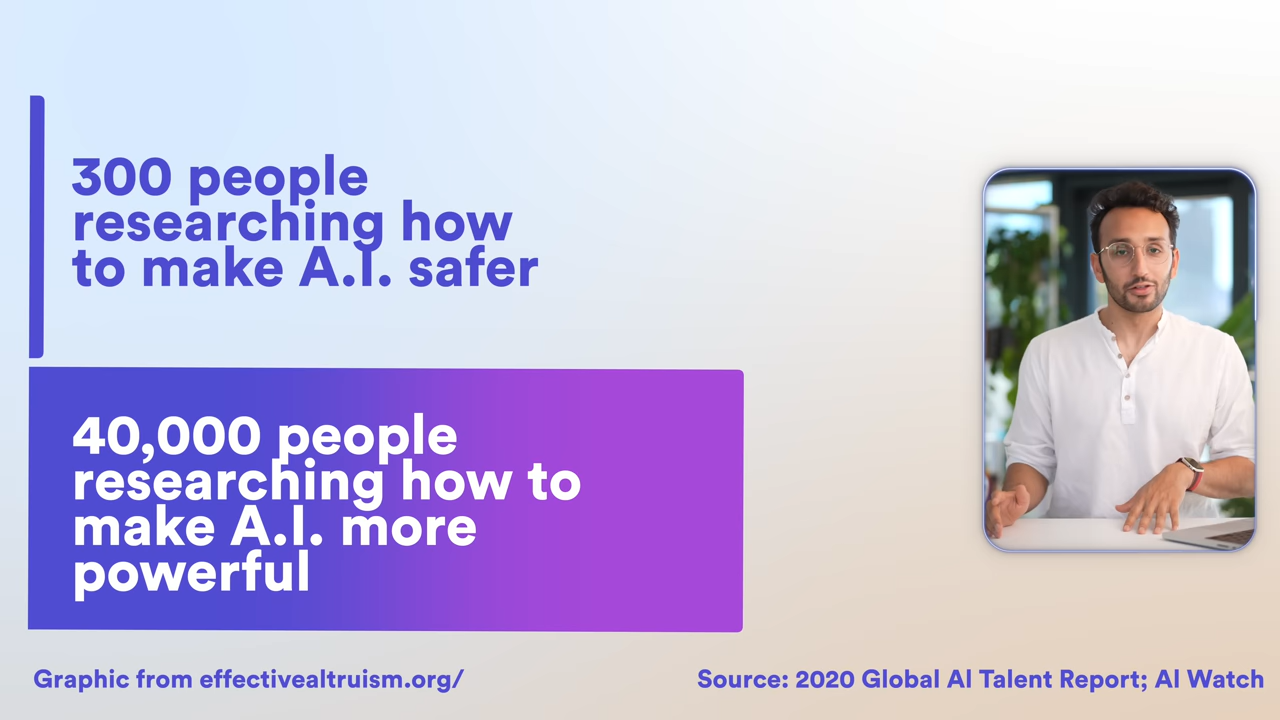 300 people
researching how
to make A.I. safer
40,000 people
researching how to
make A.I. more
powerful
Graphic from effectivealtruism.org/
Source: 2020 Global AI Talent Report; AI Watch